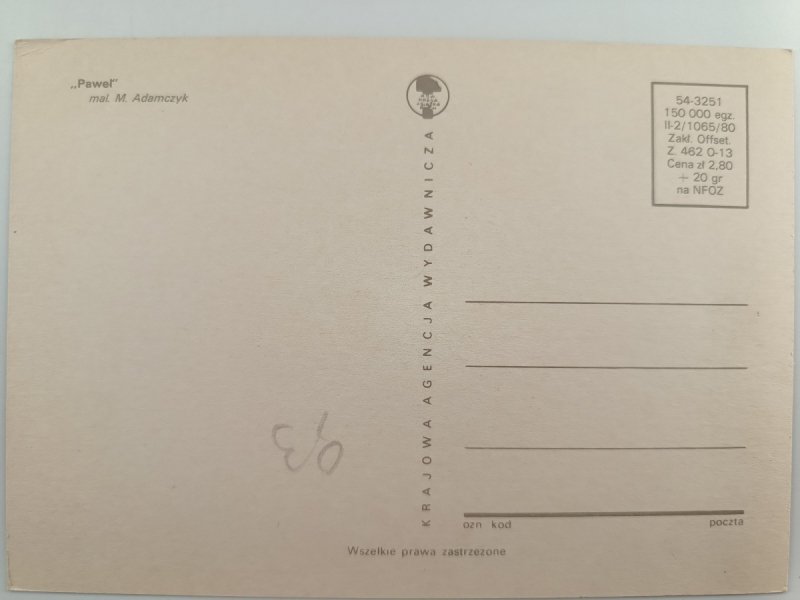 „Paweł”
mal. M. Adamczyk
KRAJOWA AGENCJA WYDAWNICZA
54-3251
150 000 egz.
II-2/1065/80
Zakł. Offset.
Z. 462 0-13
Cena zł 2,80
+ 20 gr
na NFOZ
ozn kod poczta
Wszelkie prawa zastrzeżone